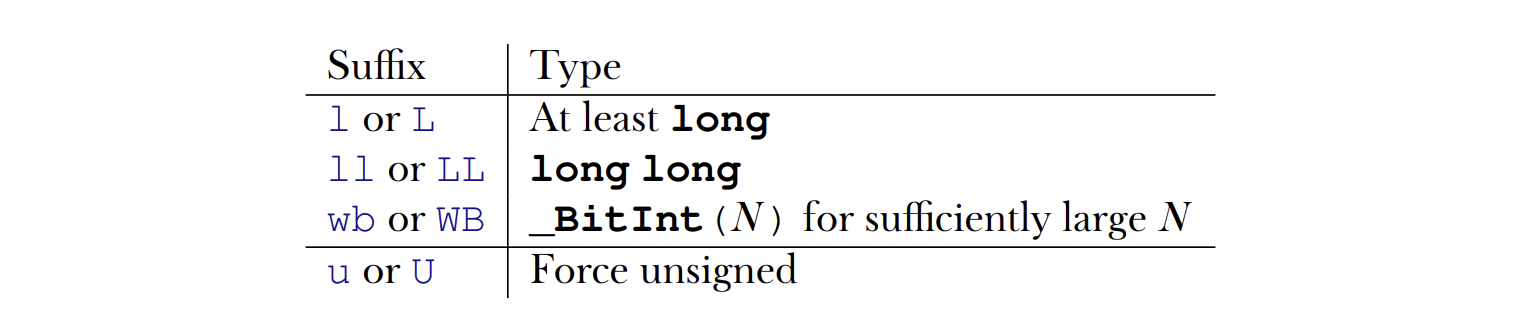 Suffix Type
l or L At least long
ll or LL long long
wb or WB _BitInt(N) for sufficiently large N
u or U Force unsigned